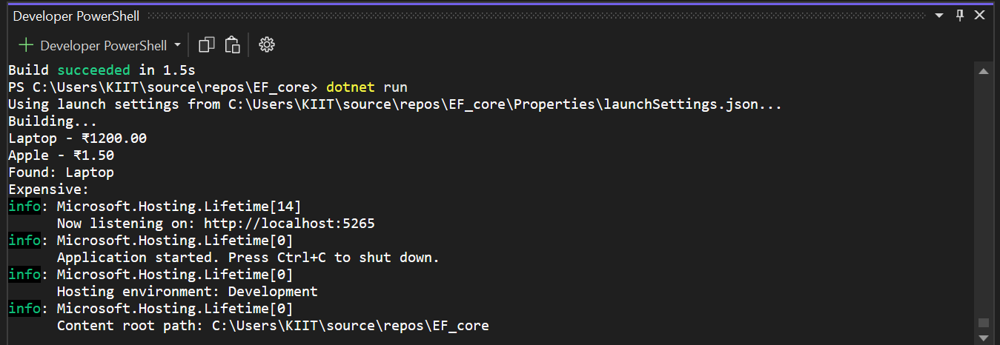 Developer PowerShell
Developer PowerShell
Build succeeded in 1.5s
PS C:\Users\KIIT\source\repos\EF_core> dotnet run
Using launch settings from C:\Users\KIIT\source\repos\EF_core\Properties\launchSettings.json...
Building...
Laptop - ₹1200.00
Apple - ₹1.50
Found: Laptop
Expensive:
info: Microsoft.Hosting.Lifetime[14]
      Now listening on: http://localhost:5265
info: Microsoft.Hosting.Lifetime[0]
      Application started. Press Ctrl+C to shut down.
info: Microsoft.Hosting.Lifetime[0]
      Hosting environment: Development
info: Microsoft.Hosting.Lifetime[0]
      Content root path: C:\Users\KIIT\source\repos\EF_core